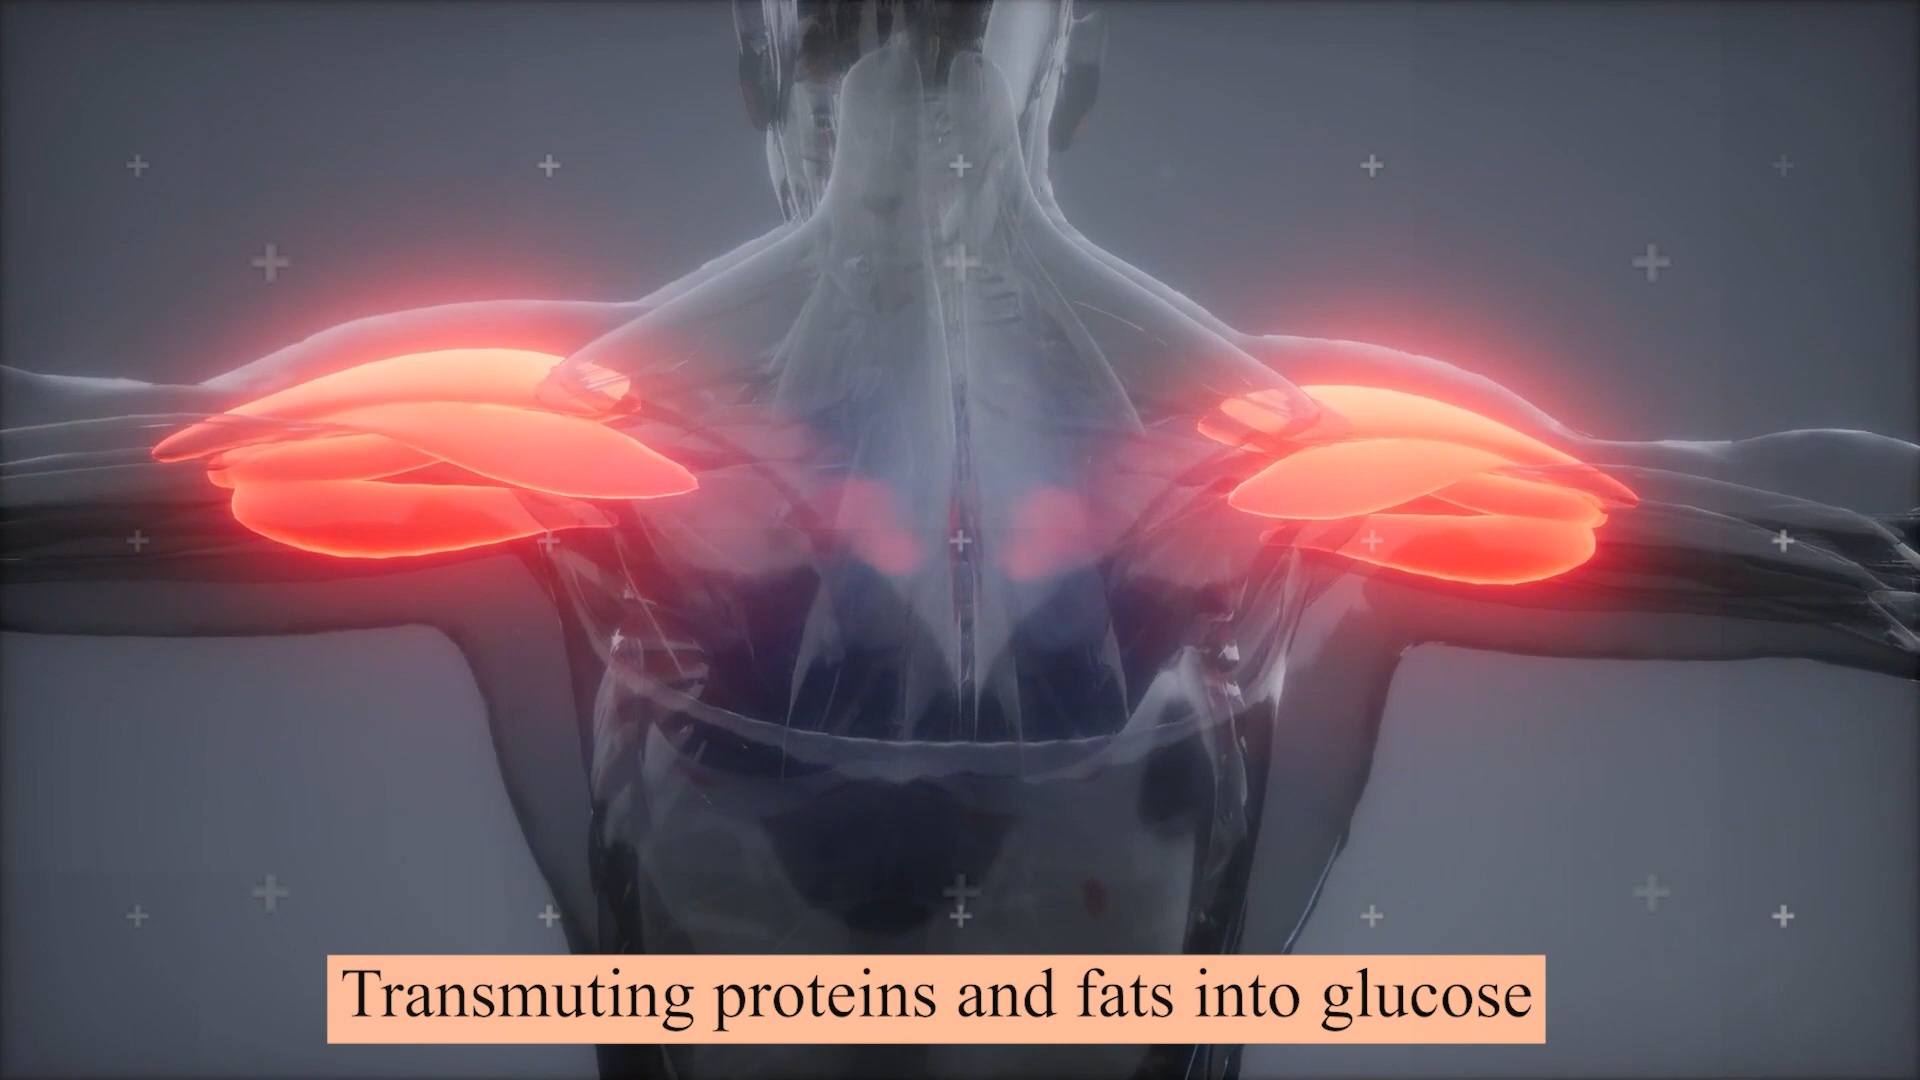 Transmuting proteins and fats into glucose